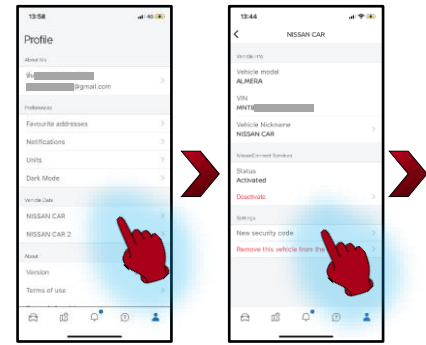 13:58
4G
Profile
About Me
@gmail.com
Preferences
Favourite addresses
Notifications
Units
Dark Mode
Vehicle Data
NISSAN CAR
NISSAN CAR 2
About
Version
Terms of use
13:44
NISSAN CAR
Vehicle Info
Vehicle model
ALMERA
VIN
MNTB
Vehicle Nickname
NISSAN CAR
NissanConnect Services
Status
Activated
Deactivate
Settings
New security code
Remove this vehicle from the